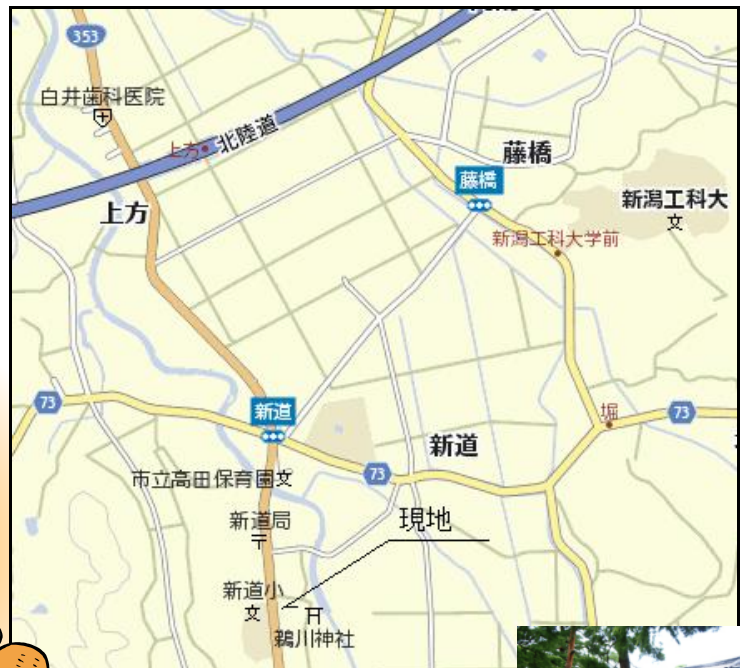 353
白井歯科医院
上方
北陸道
藤橋
藤橋
新潟工科大
文
上方
新潟工科大学前
73
新道
堀
73
新道
市立高田保育園文
73
新道局
〒
現地
新道小
文
鵜川神社